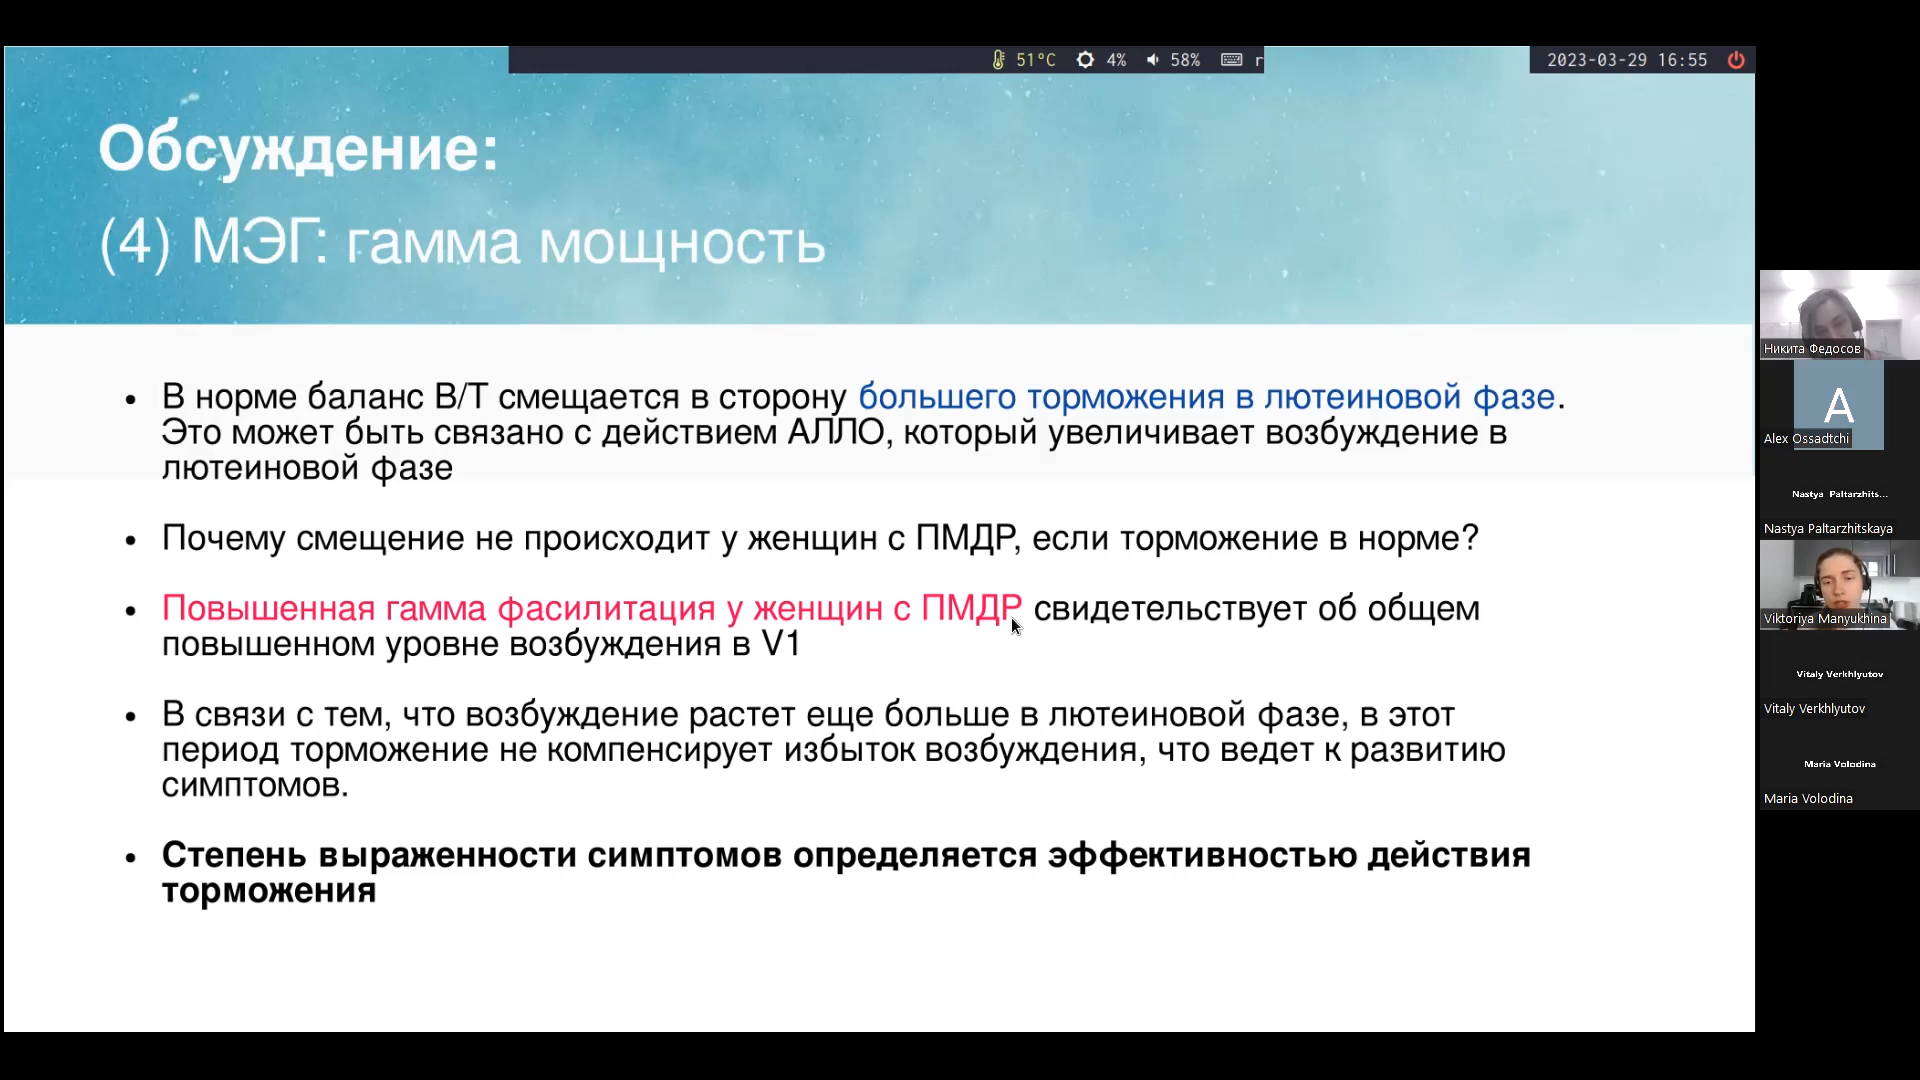 51°C 4% 58% r
2023-03-29 16:55
Обсуждение:
(4) МЭГ: гамма мощность
• В норме баланс В/Т смещается в сторону большего торможения в лютеиновой фазе.
Это может быть связано с действием АЛЛО, который увеличивает возбуждение в
лютеиновой фазе
• Почему смещение не происходит у женщин с ПМДР, если торможение в норме?
• Повышенная гамма фасилитация у женщин с ПМДР свидетельствует об общем
повышенном уровне возбуждения в V1
• В связи с тем, что возбуждение растет еще больше в лютеиновой фазе, в этот
период торможение не компенсирует избыток возбуждения, что ведет к развитию
симптомов.
• Степень выраженности симптомов определяется эффективностью действия
торможения
Никита Федосов
A
Alex Ossadtchi
Nastya Paltarzhits...
Nastya Paltarzhitskaya
Viktoriya Manyukhina
Vitaly Verkhlyutov
Vitaly Verkhlyutov
Maria Volodina
Maria Volodina